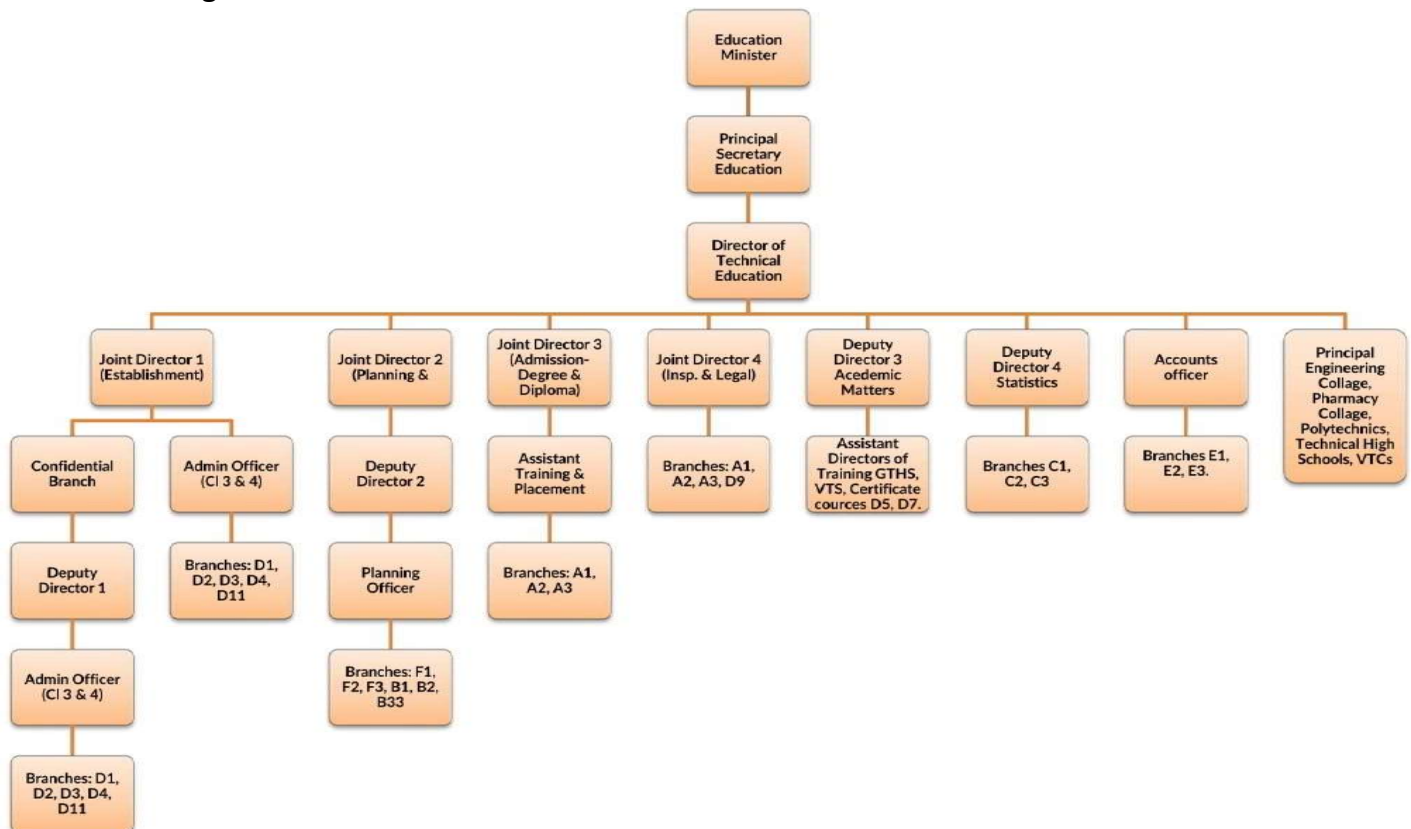 Education
Minister
Principal
Secretary
Education
Director of
Technical
Education
Joint Director 1
(Establishment)
Joint Director 2
(Planning &
Joint Director 3
(Admission-
Degree &
Diploma)
Joint Director 4
(Insp. & Legal)
Deputy
Director 3
Acedemic
Matters
Deputy
Director 4
Statistics
Accounts
officer
Principal
Engineering
Collage,
Pharmacy
Collage,
Polytechnics,
Technical High
Schools, VTCs
Confidential
Branch
Admin Officer
(Cl 3 & 4)
Deputy
Director 2
Assistant
Training &
Placement
Branches: A1,
A2, A3, D9
Assistant
Directors of
Training GTHS,
VTS, Certificate
cources D5, D7.
Branches C1,
C2, C3
Branches E1,
E2, E3.
Deputy
Director 1
Branches: D1,
D2, D3, D4,
D11
Planning
Officer
Branches: A1,
A2, A3
Admin Officer
(Cl 3 & 4)
Branches: F1,
F2, F3, B1, B2,
B33
Branches: D1,
D2, D3, D4,
D11